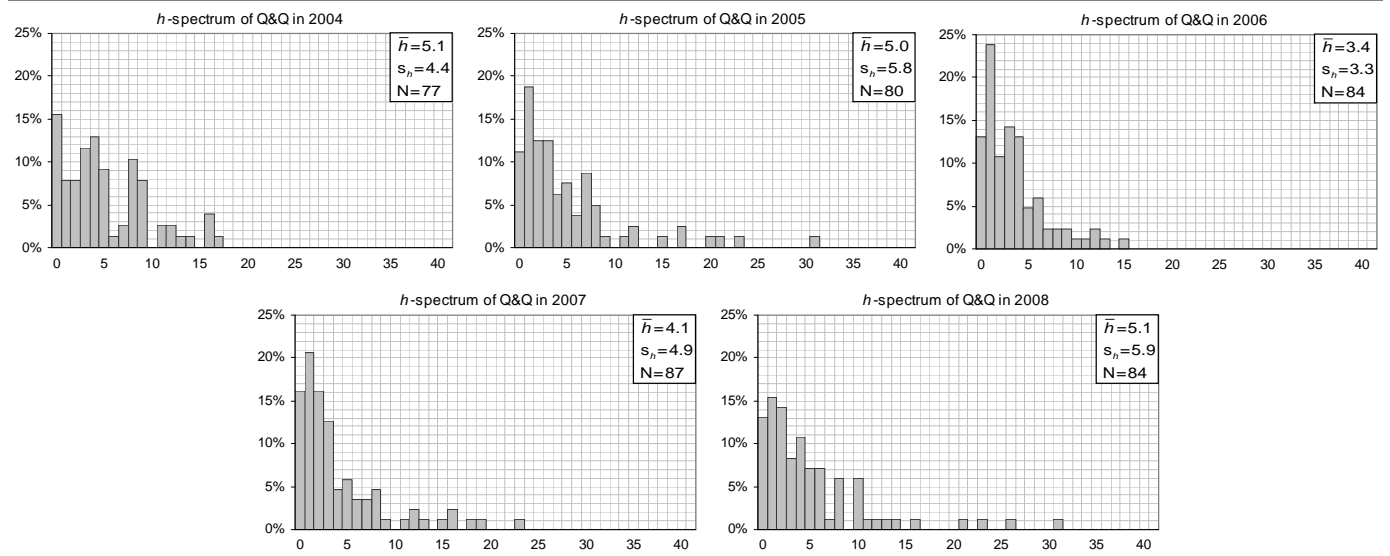 h-spectrum of Q&Q in 2004
25%
20%
15%
10%
5%
0%
h̄=5.1
sₕ=4.4
N=77
0 5 10 15 20 25 30 35 40
h-spectrum of Q&Q in 2005
25%
20%
15%
10%
5%
0%
h̄=5.0
sₕ=5.8
N=80
0 5 10 15 20 25 30 35 40
h-spectrum of Q&Q in 2006
25%
20%
15%
10%
5%
0%
h̄=3.4
sₕ=3.3
N=84
0 5 10 15 20 25 30 35 40
h-spectrum of Q&Q in 2007
25%
20%
15%
10%
5%
0%
h̄=4.1
sₕ=4.9
N=87
0 5 10 15 20 25 30 35 40
h-spectrum of Q&Q in 2008
25%
20%
15%
10%
5%
0%
h̄=5.1
sₕ=5.9
N=84
0 5 10 15 20 25 30 35 40